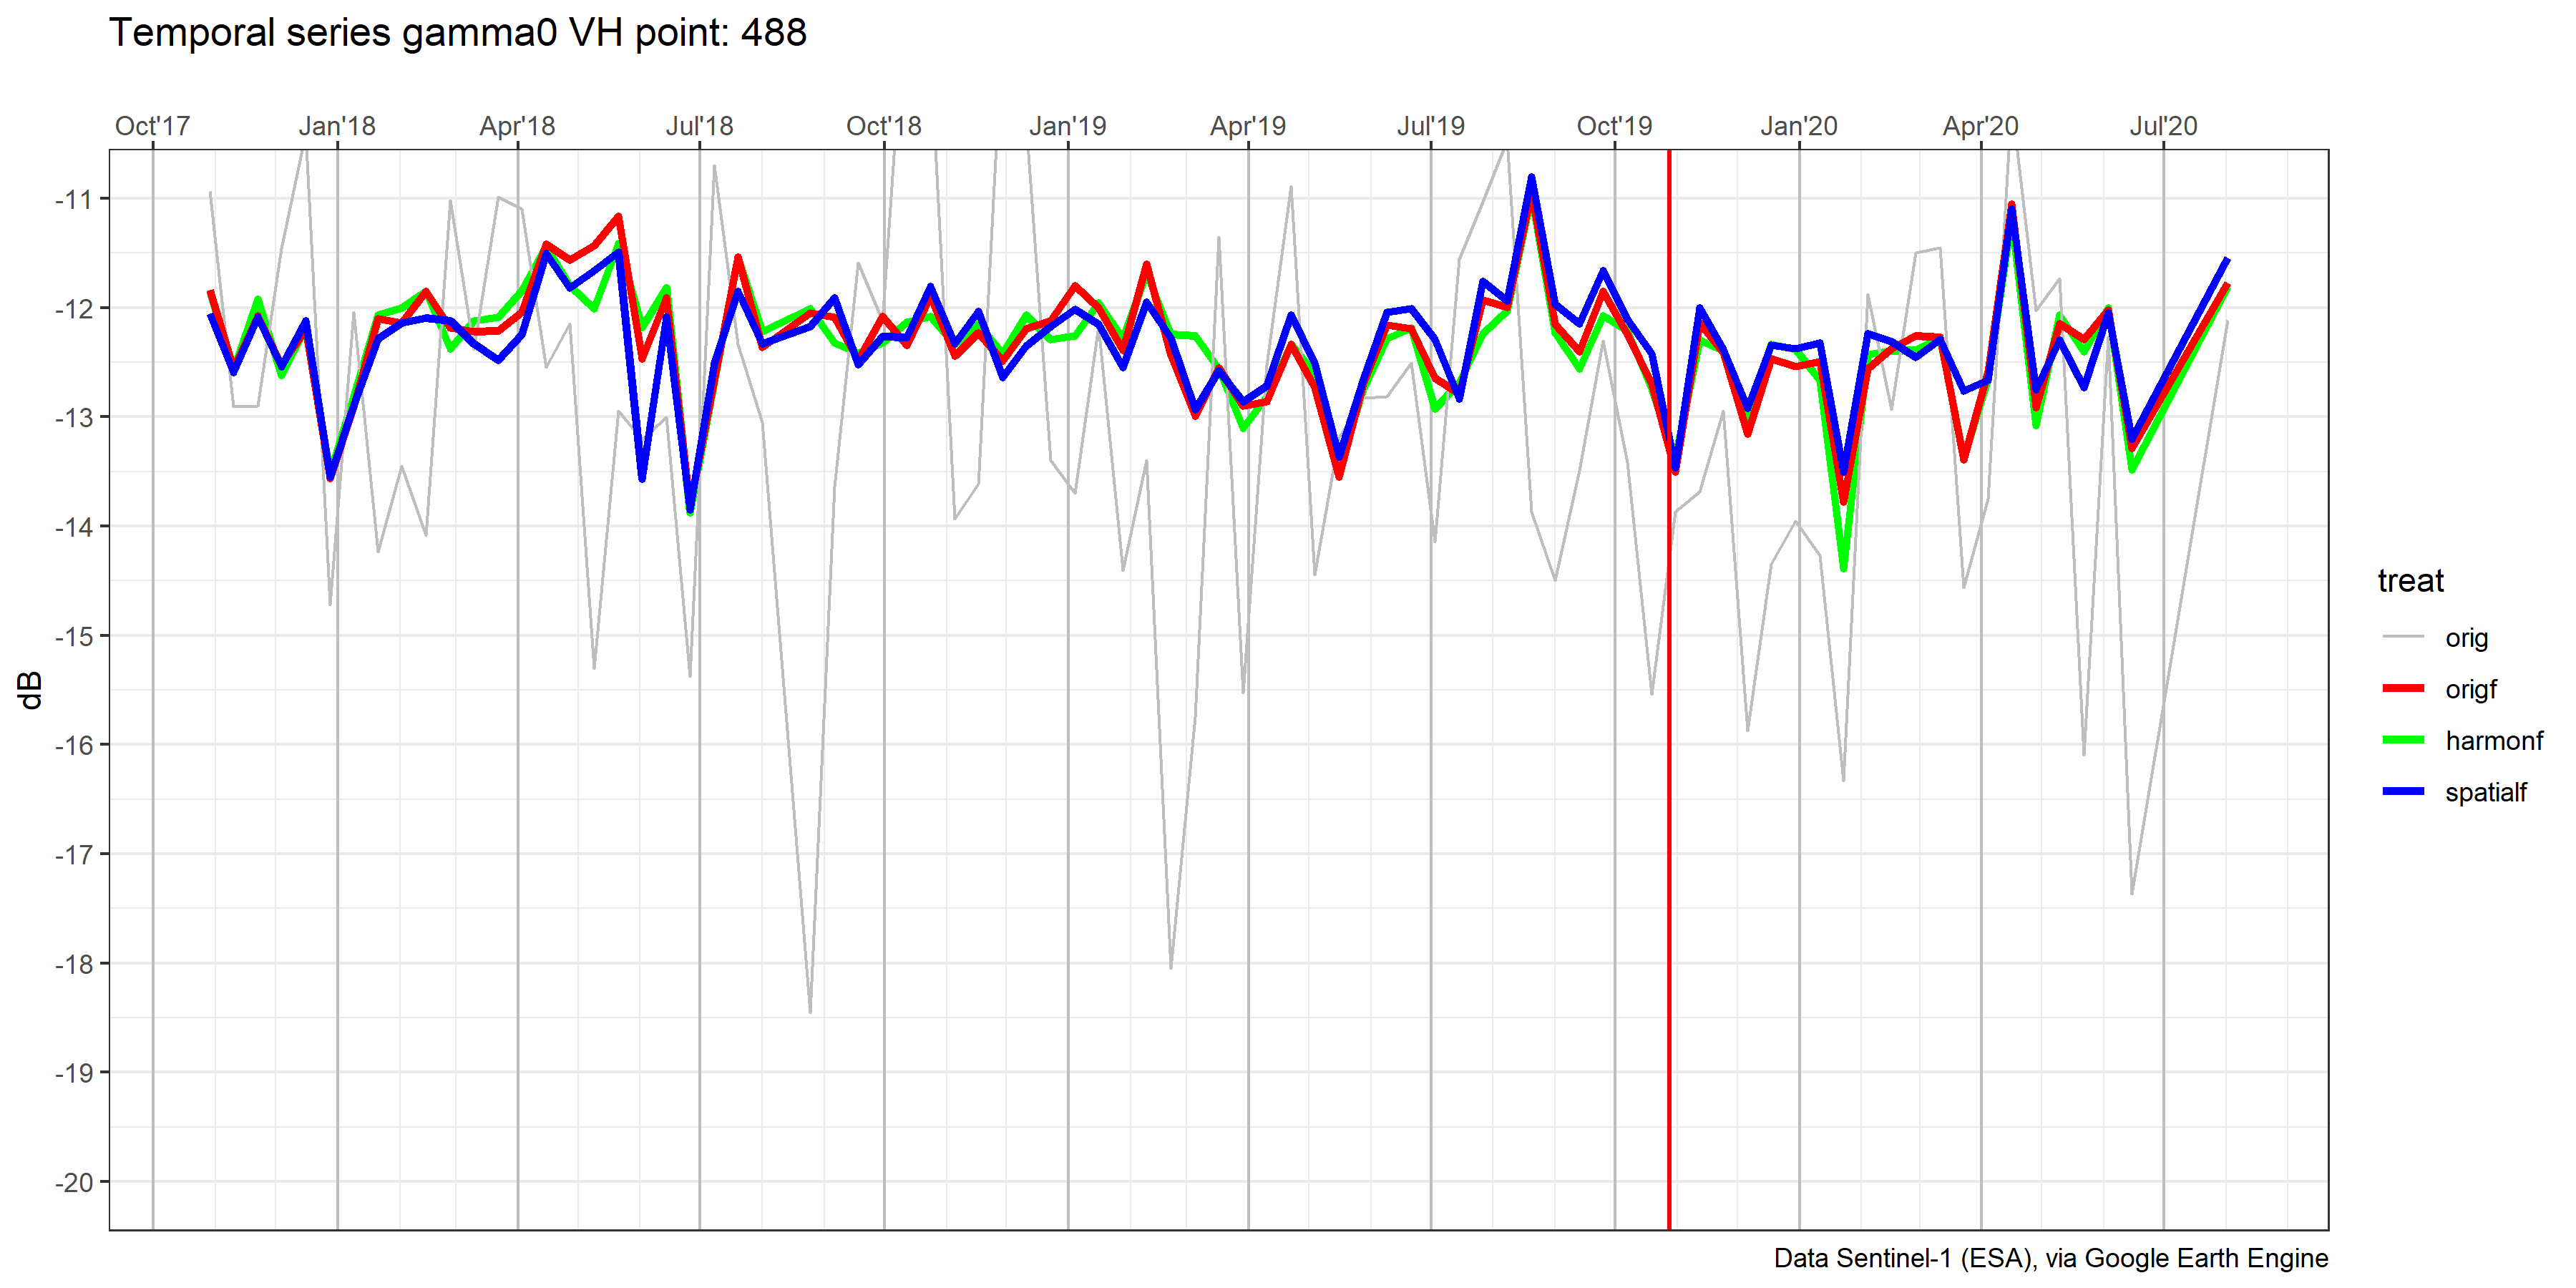 Temporal series gamma0 VH point: 488
Oct'17 Jan'18 Apr'18 Jul'18 Oct'18 Jan'19 Apr'19 Jul'19 Oct'19 Jan'20 Apr'20 Jul'20
-11
-12
-13
-14
-15
-16
-17
-18
-19
-20
dB
treat
orig
origf
harmonf
spatialf
Data Sentinel-1 (ESA), via Google Earth Engine